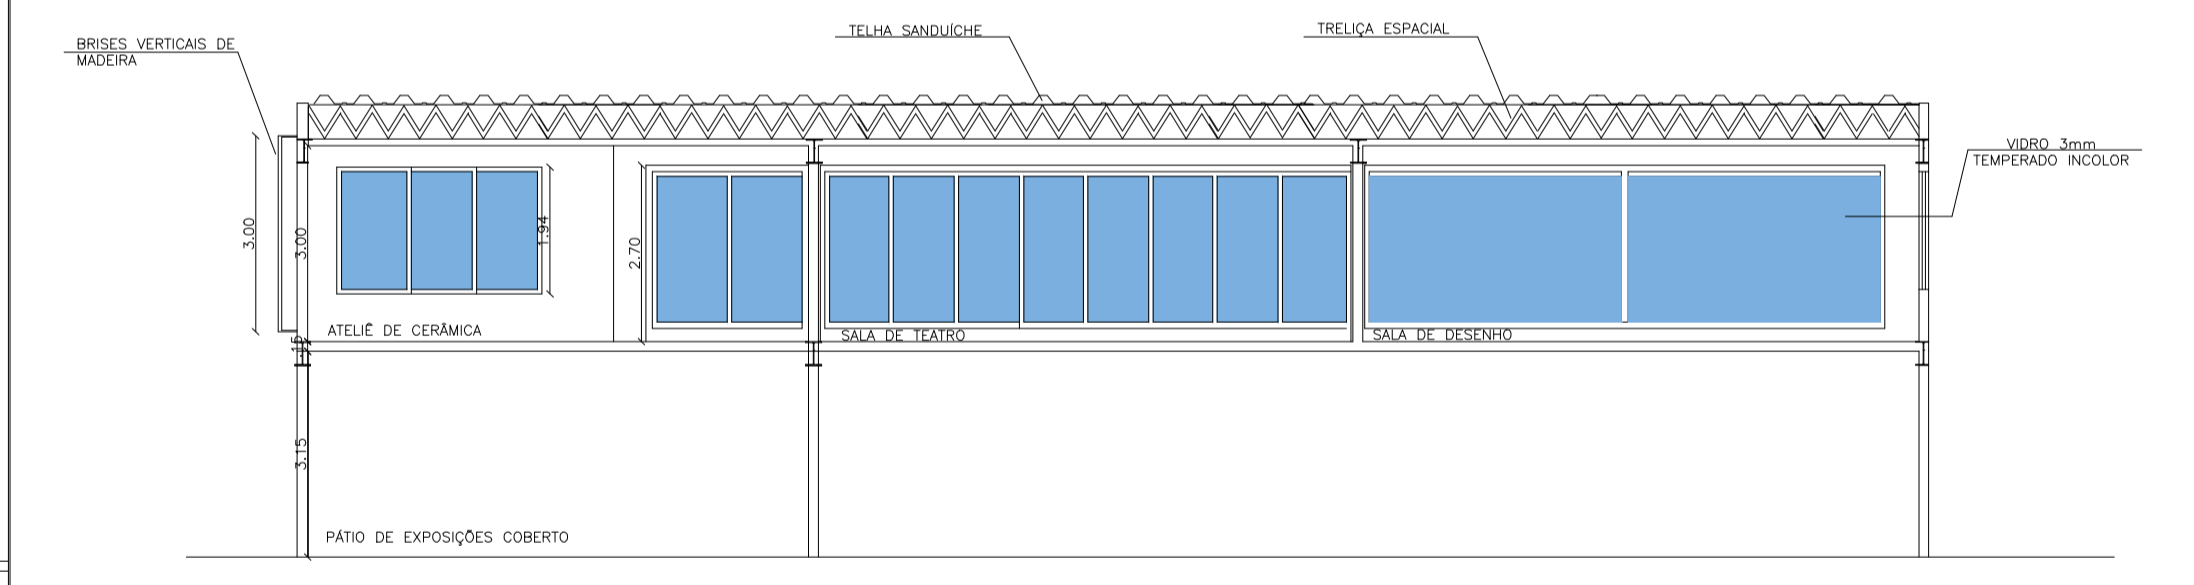 BRISES VERTICAIS DE
MADEIRA
TELHA SANDUÍCHE
TRELIÇA ESPACIAL
VIDRO 3mm
TEMPERADO INCOLOR
3.00
3.00
1.94
2.70
ATELIÊ DE CERÂMICA
SALA DE TEATRO
SALA DE DESENHO
.15
3.15
PÁTIO DE EXPOSIÇÕES COBERTO